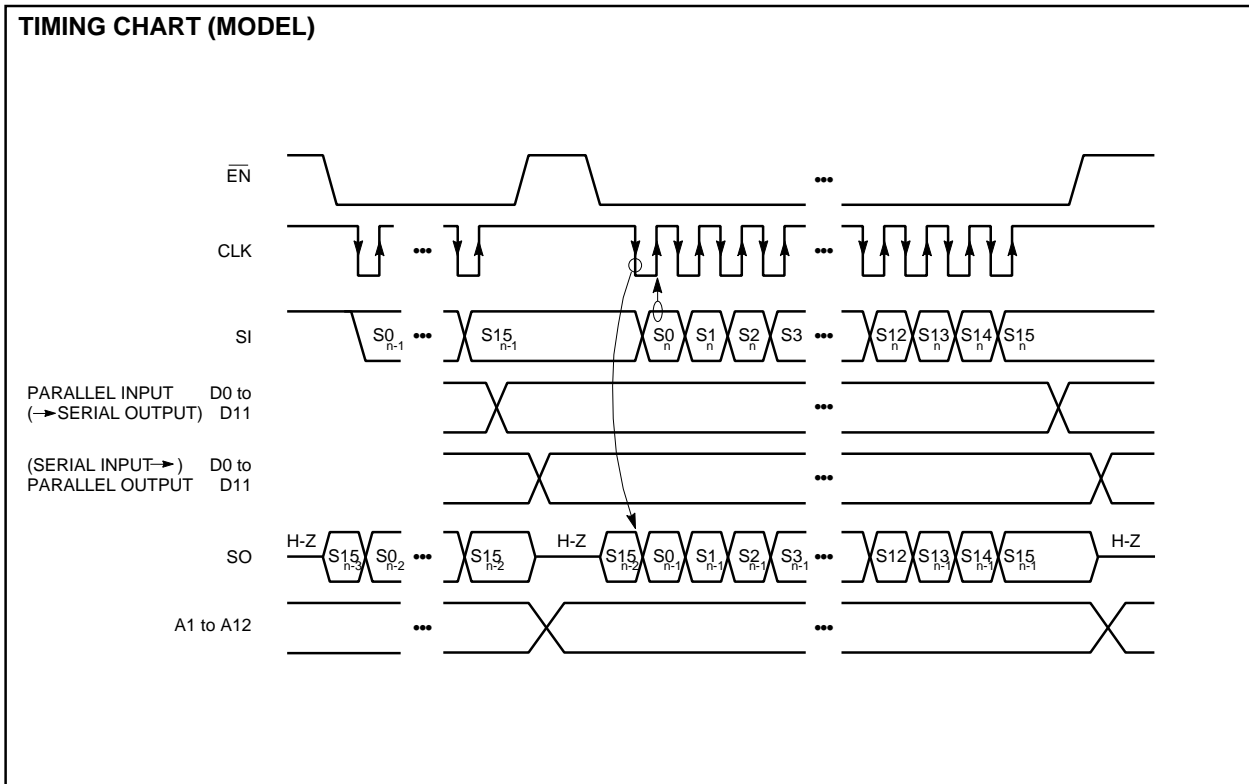 TIMING CHART (MODEL)
EN
CLK
SI S0 n-1 S15 n-1 S0 n S1 n S2 n S3 S12 n S13 n S14 n S15 n
PARALLEL INPUT D0 to
(→SERIAL OUTPUT) D11
(SERIAL INPUT→) D0 to
PARALLEL OUTPUT D11
SO H-Z S15 n-3 S0 n-2 S15 n-2 H-Z S15 n-2 S0 n-1 S1 n-1 S2 n-1 S3 n-1 S12 S13 n-1 S14 n-1 S15 n-1 H-Z
A1 to A12